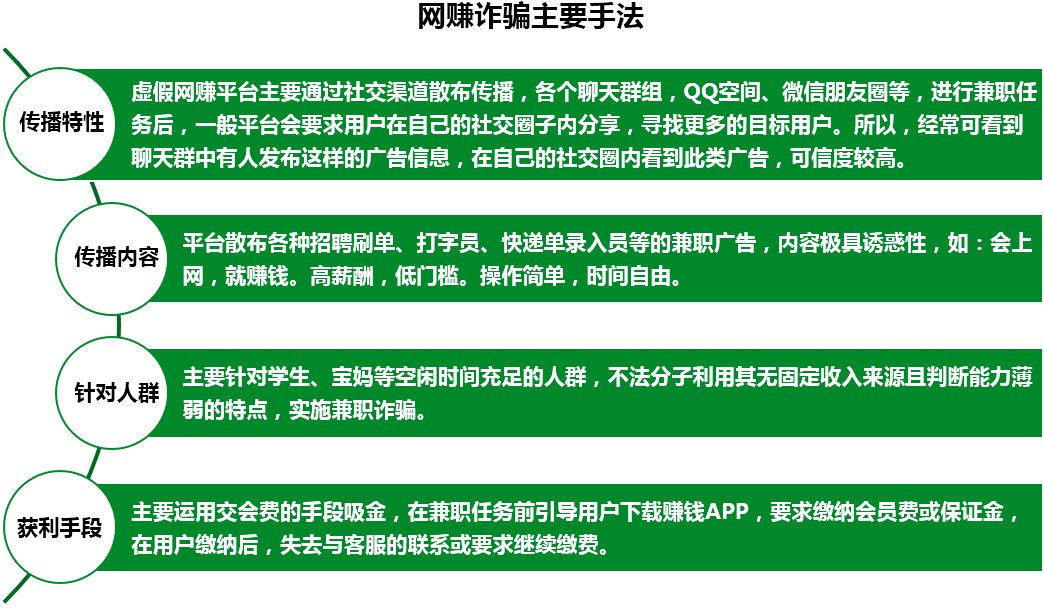 网赚诈骗主要手法
传播特性
虚假网赚平台主要通过社交渠道散布传播，各个聊天群组，QQ空间、微信朋友圈等，进行兼职任
务后，一般平台会要求用户在自己的社交圈子内分享，寻找更多的目标用户。所以，经常可看到
聊天群中有人发布这样的广告信息，在自己的社交圈内看到此类广告，可信度较高。
传播内容
平台散布各种招聘刷单、打字员、快递单录入员等的兼职广告，内容极具诱惑性，如：会上
网，就赚钱。高薪酬，低门槛。操作简单，时间自由。
针对人群
主要针对学生、宝妈等空闲时间充足的人群，不法分子利用其无固定收入来源且判断能力薄
弱的特点，实施兼职诈骗。
获利手段
主要运用交会费的手段吸金，在兼职任务前引导用户下载赚钱APP，要求缴纳会员费或保证金，
在用户缴纳后，失去与客服的联系或要求继续缴费。